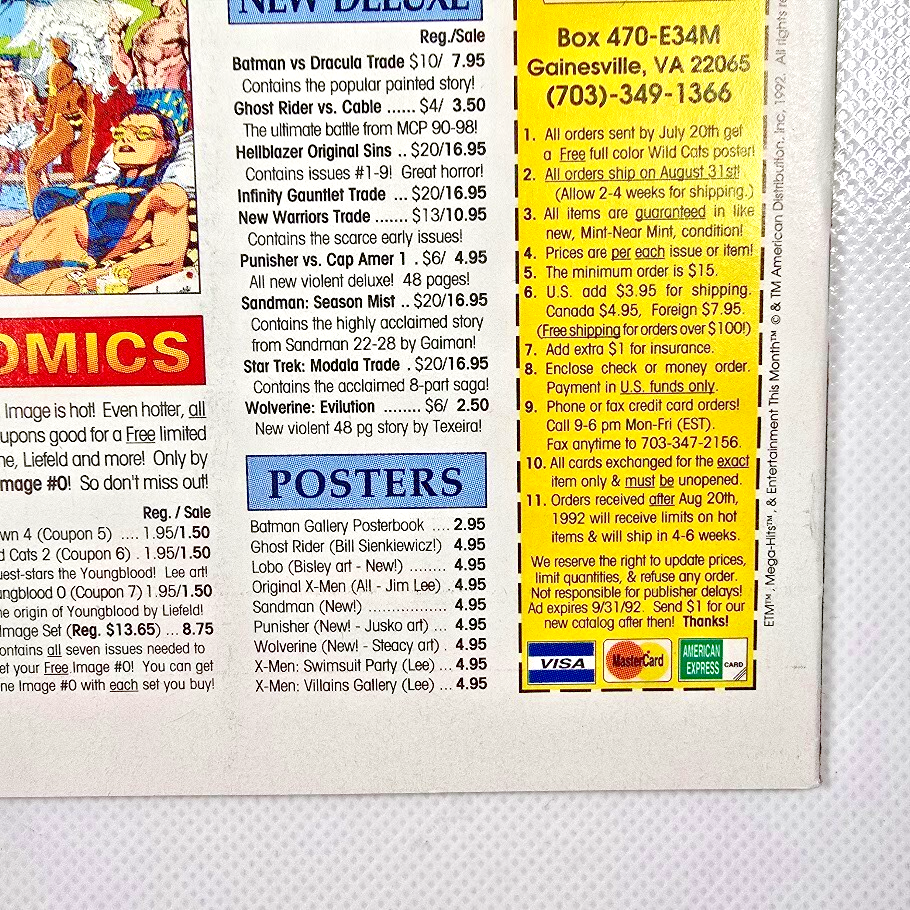 OMICS
Image is hot! Even hotter, all
upons good for a Free limited
ne, Liefeld and more! Only by
mage #0! So don't miss out!
Reg. / Sale
wn 4 (Coupon 5) .... 1.95/1.50
d Cats 2 (Coupon 6) . 1.95/1.50
uest-stars the Youngblood! Lee art!
ungblood 0 (Coupon 7) 1.95/1.50
he origin of Youngblood by Liefeld!
Image Set (Reg. $13.65) ... 8.75
ontains all seven issues needed to
et your Free Image #0! You can get
ne Image #0 with each set you buy!
NEW DELUXE
Reg./Sale
Batman vs Dracula Trade $10/ 7.95
Contains the popular painted story!
Ghost Rider vs. Cable ...... $4/ 3.50
The ultimate battle from MCP 90-98!
Hellblazer Original Sins .. $20/16.95
Contains issues #1-9! Great horror!
Infinity Gauntlet Trade ... $20/16.95
New Warriors Trade ....... $13/10.95
Contains the scarce early issues!
Punisher vs. Cap Amer 1 . $6/ 4.95
All new violent deluxe! 48 pages!
Sandman: Season Mist .. $20/16.95
Contains the highly acclaimed story
from Sandman 22-28 by Gaiman!
Star Trek: Modala Trade . $20/16.95
Contains the acclaimed 8-part saga!
Wolverine: Evilution ........ $6/ 2.50
New violent 48 pg story by Texeira!
POSTERS
Batman Gallery Posterbook .... 2.95
Ghost Rider (Bill Sienkiewicz!) 4.95
Lobo (Bisley art - New!) ........ 4.95
Original X-Men (All - Jim Lee) .. 4.95
Sandman (New!) ................. 4.95
Punisher (New! - Jusko art) .... 4.95
Wolverine (New! - Steacy art) . 4.95
X-Men: Swimsuit Party (Lee) ... 4.95
X-Men: Villains Gallery (Lee) ... 4.95
Box 470-E34M
Gainesville, VA 22065
(703)-349-1366
1. All orders sent by July 20th get
a Free full color Wild Cats poster!
2. All orders ship on August 31st!
(Allow 2-4 weeks for shipping.)
3. All items are guaranteed in like
new, Mint-Near Mint, condition!
4. Prices are per each issue or item!
5. The minimum order is $15.
6. U.S. add $3.95 for shipping.
Canada $4.95, Foreign $7.95.
(Free shipping for orders over $100!)
7. Add extra $1 for insurance.
8. Enclose check or money order.
Payment in U.S. funds only.
9. Phone or fax credit card orders!
Call 9-6 pm Mon-Fri (EST).
Fax anytime to 703-347-2156.
10. All cards exchanged for the exact
item only & must be unopened.
11. Orders received after Aug 20th,
1992 will receive limits on hot
items & will ship in 4-6 weeks.
We reserve the right to update prices,
limit quantities, & refuse any order.
Not responsible for publisher delays!
Ad expires 9/31/92. Send $1 for our
new catalog after then! Thanks!
VISA
MasterCard
AMERICAN
EXPRESS
CARD
ETM™, Mega-Hits™, & Entertainment This Month™ © & TM American Distribution, Inc, 1992. All rights re